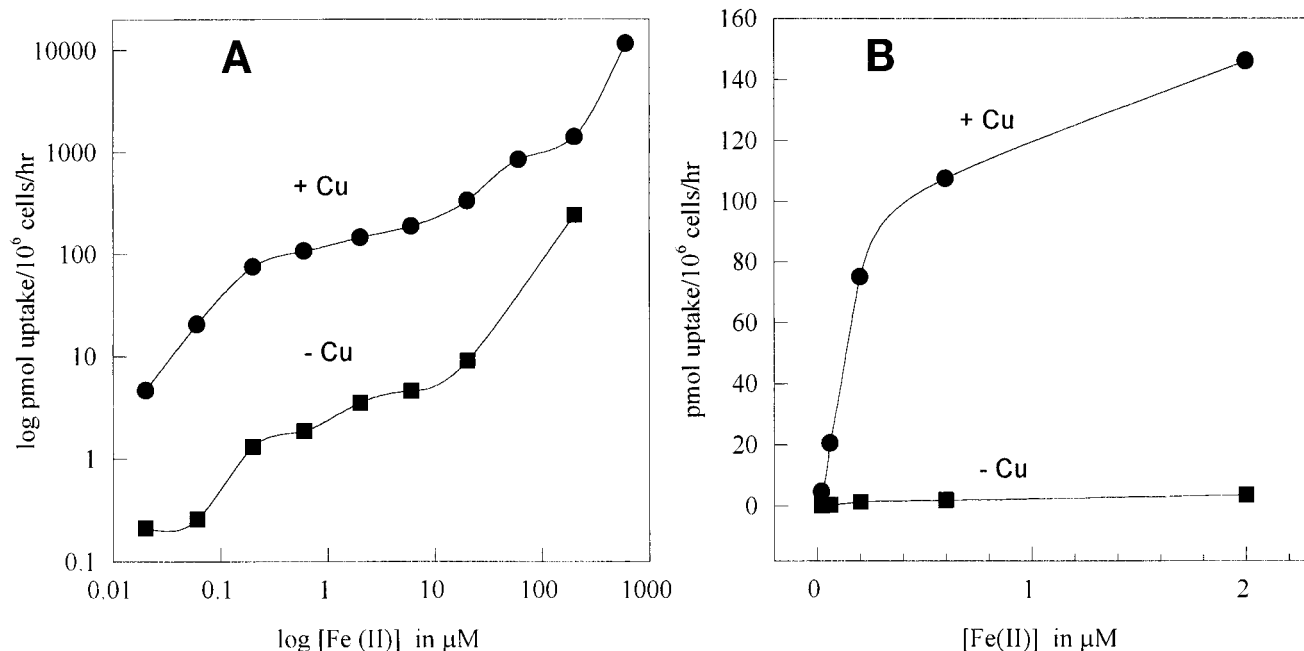 A
10000
1000
100
10
1
0.1
0.01
0.1
1
10
100
1000
+ Cu
- Cu
log pmol uptake/10⁶ cells/hr
log [Fe (II)] in μM
B
160
140
120
100
80
60
40
20
0
0
1
2
+ Cu
- Cu
pmol uptake/10⁶ cells/hr
[Fe(II)] in μM